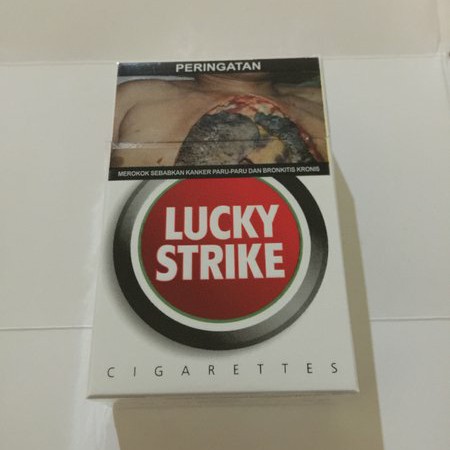 PERINGATAN
MEROKOK SEBABKAN KANKER PARU-PARU DAN BRONKITIS KRONIS
LUCKY
STRIKE
CIGARETTES